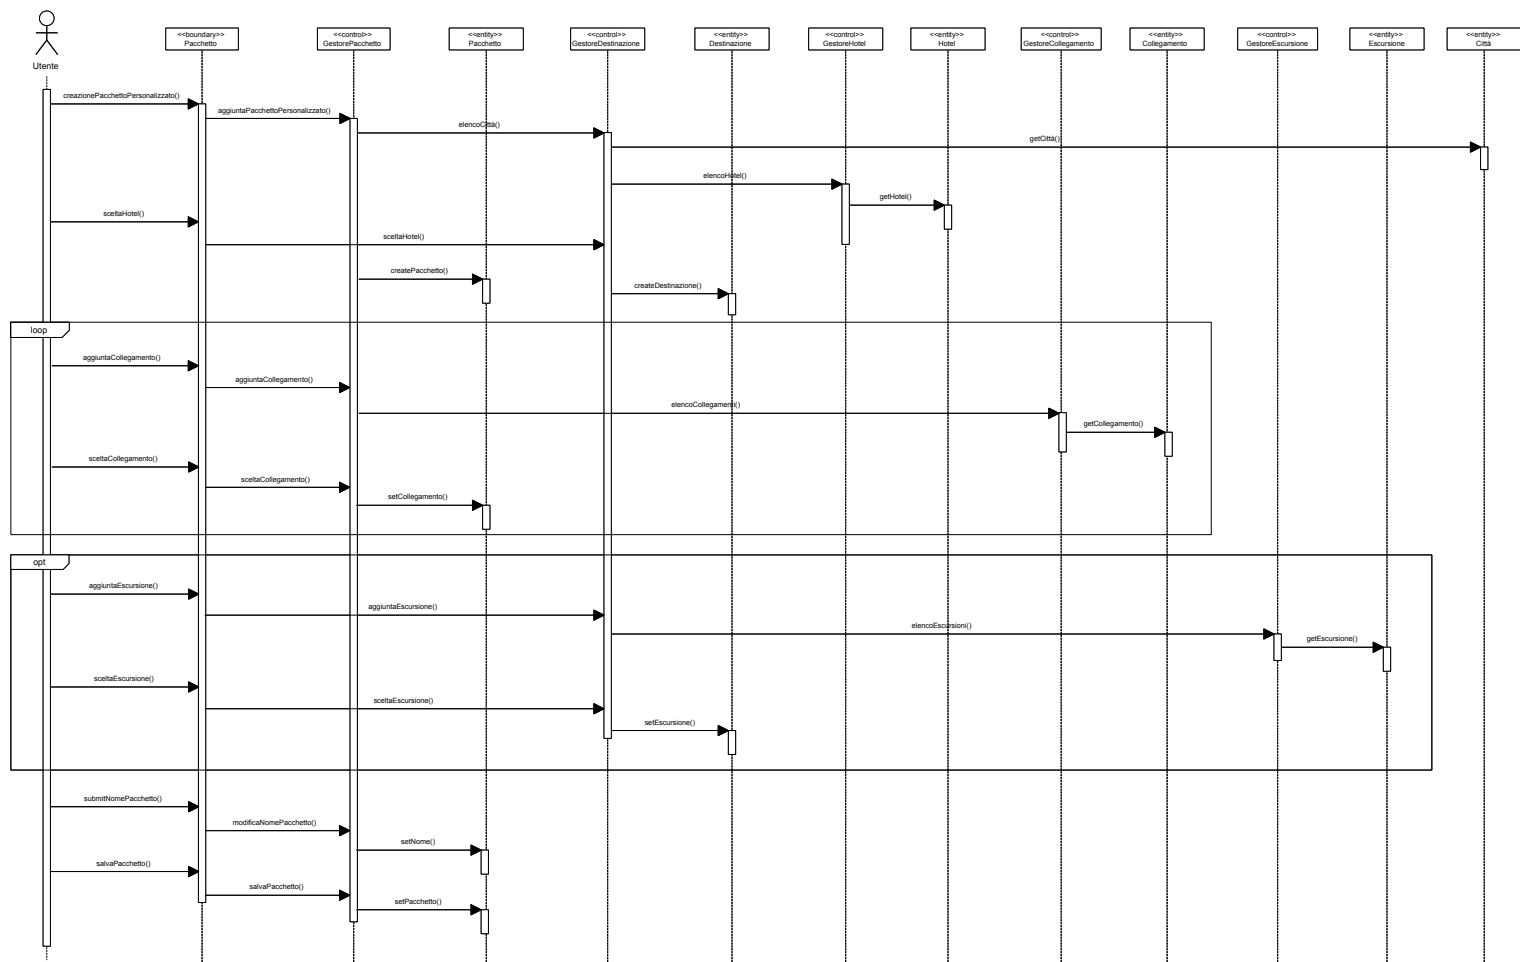 <<boundary>>
Pacchetto
<<control>>
GestorePacchetto
<<entity>>
Pacchetto
<<control>>
GestoreDestinazione
<<entity>>
Destinazione
<<control>>
GestoreHotel
<<entity>>
Hotel
<<control>>
GestoreCollegamento
<<entity>>
Collegamento
<<control>>
GestoreEscursione
<<entity>>
Escursione
<<entity>>
Città
Utente
creazionePacchettoPersonalizzato()
aggiuntaPacchettoPersonalizzato()
elencoCittà()
getCittà()
elencoHotel()
getHotel()
sceltaHotel()
sceltaHotel()
createPacchetto()
createDestinazione()
loop
aggiuntaCollegamento()
aggiuntaCollegamento()
elencoCollegamenti()
getCollegamento()
sceltaCollegamento()
sceltaCollegamento()
setCollegamento()
opt
aggiuntaEscursione()
aggiuntaEscursione()
elencoEscursioni()
getEscursione()
sceltaEscursione()
sceltaEscursione()
setEscursione()
submitNomePacchetto()
modificaNomePacchetto()
setNome()
salvaPacchetto()
salvaPacchetto()
setPacchetto()